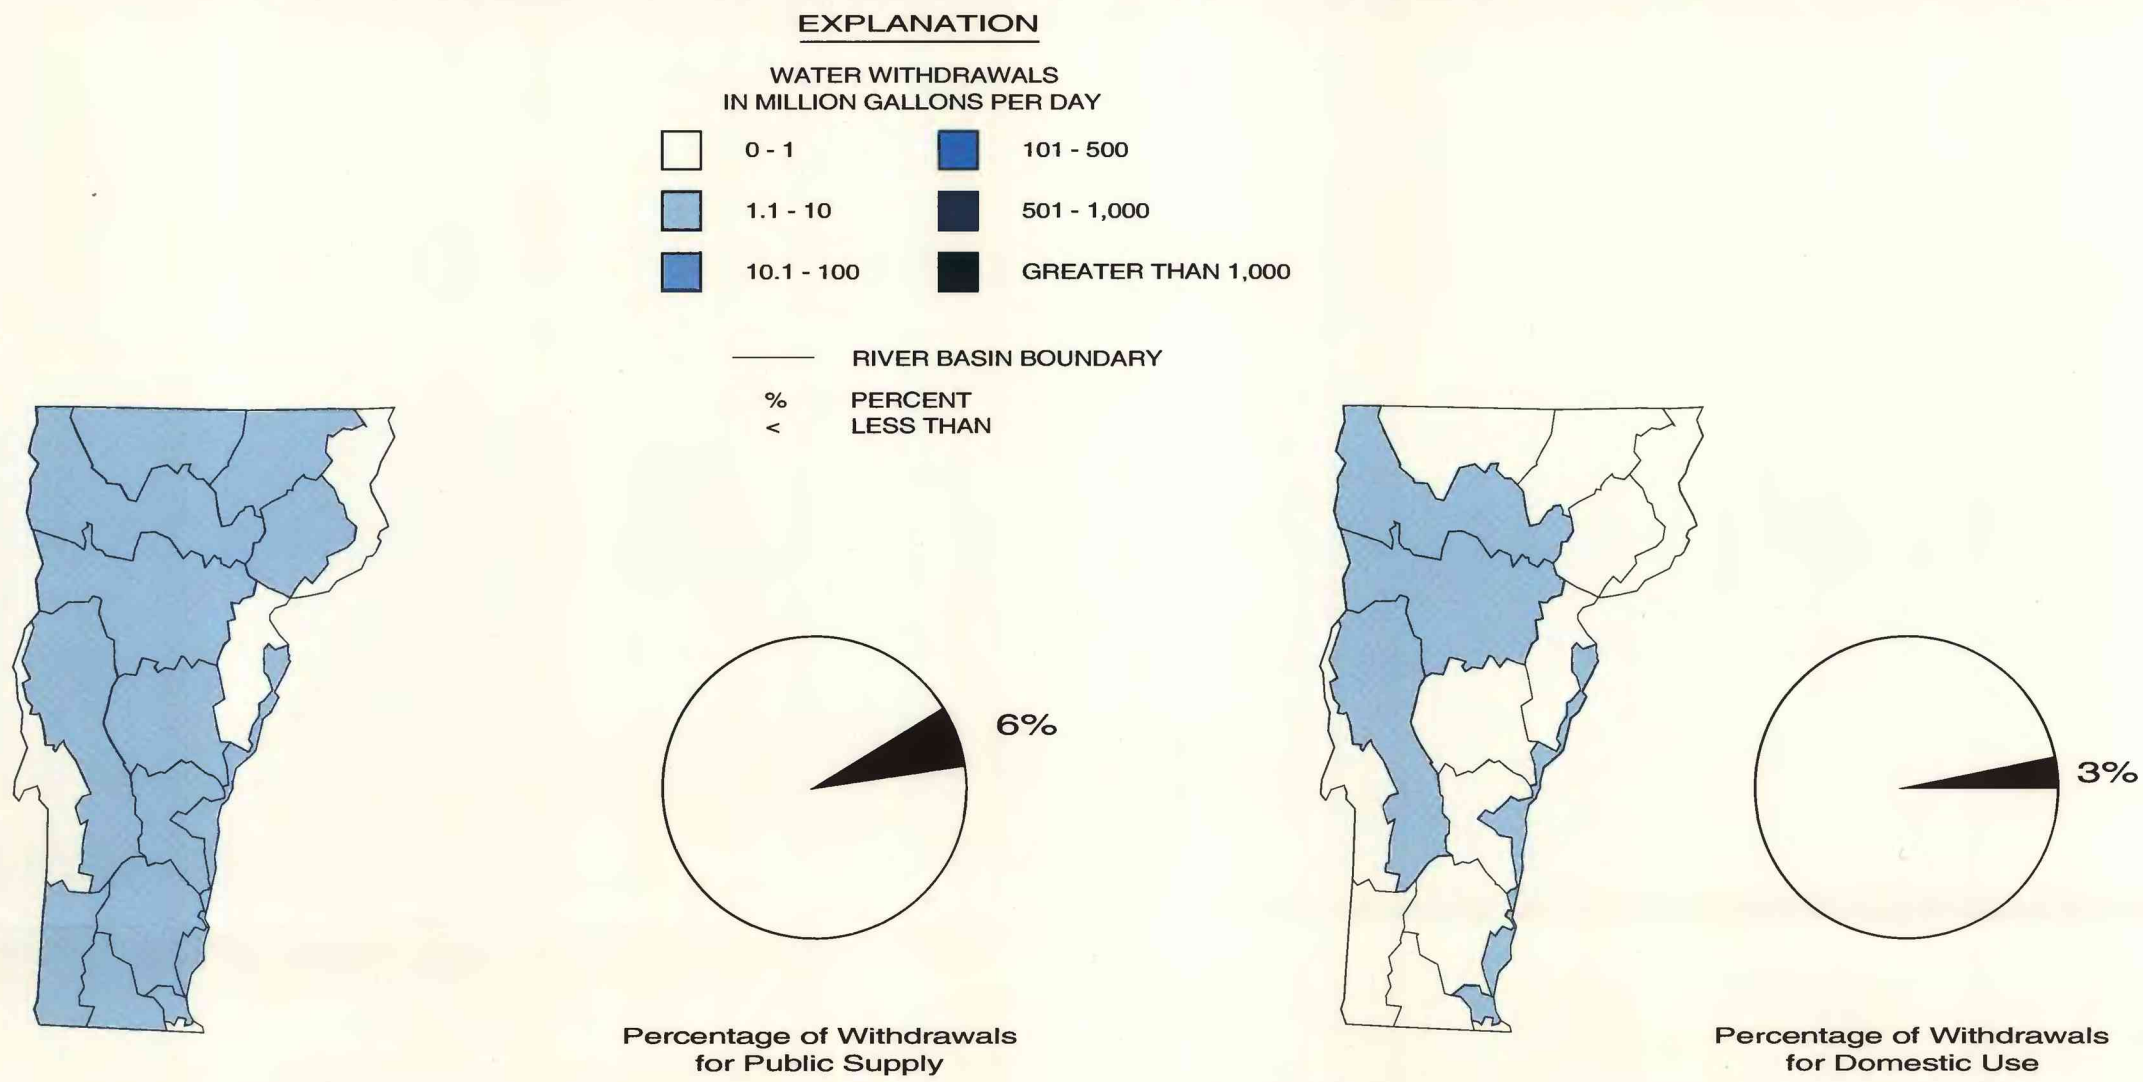 EXPLANATION
WATER WITHDRAWALS
IN MILLION GALLONS PER DAY
0 - 1
101 - 500
1.1 - 10
501 - 1,000
10.1 - 100
GREATER THAN 1,000
RIVER BASIN BOUNDARY
% PERCENT
< LESS THAN
6%
3%
Percentage of Withdrawals
for Public Supply
Percentage of Withdrawals
for Domestic Use